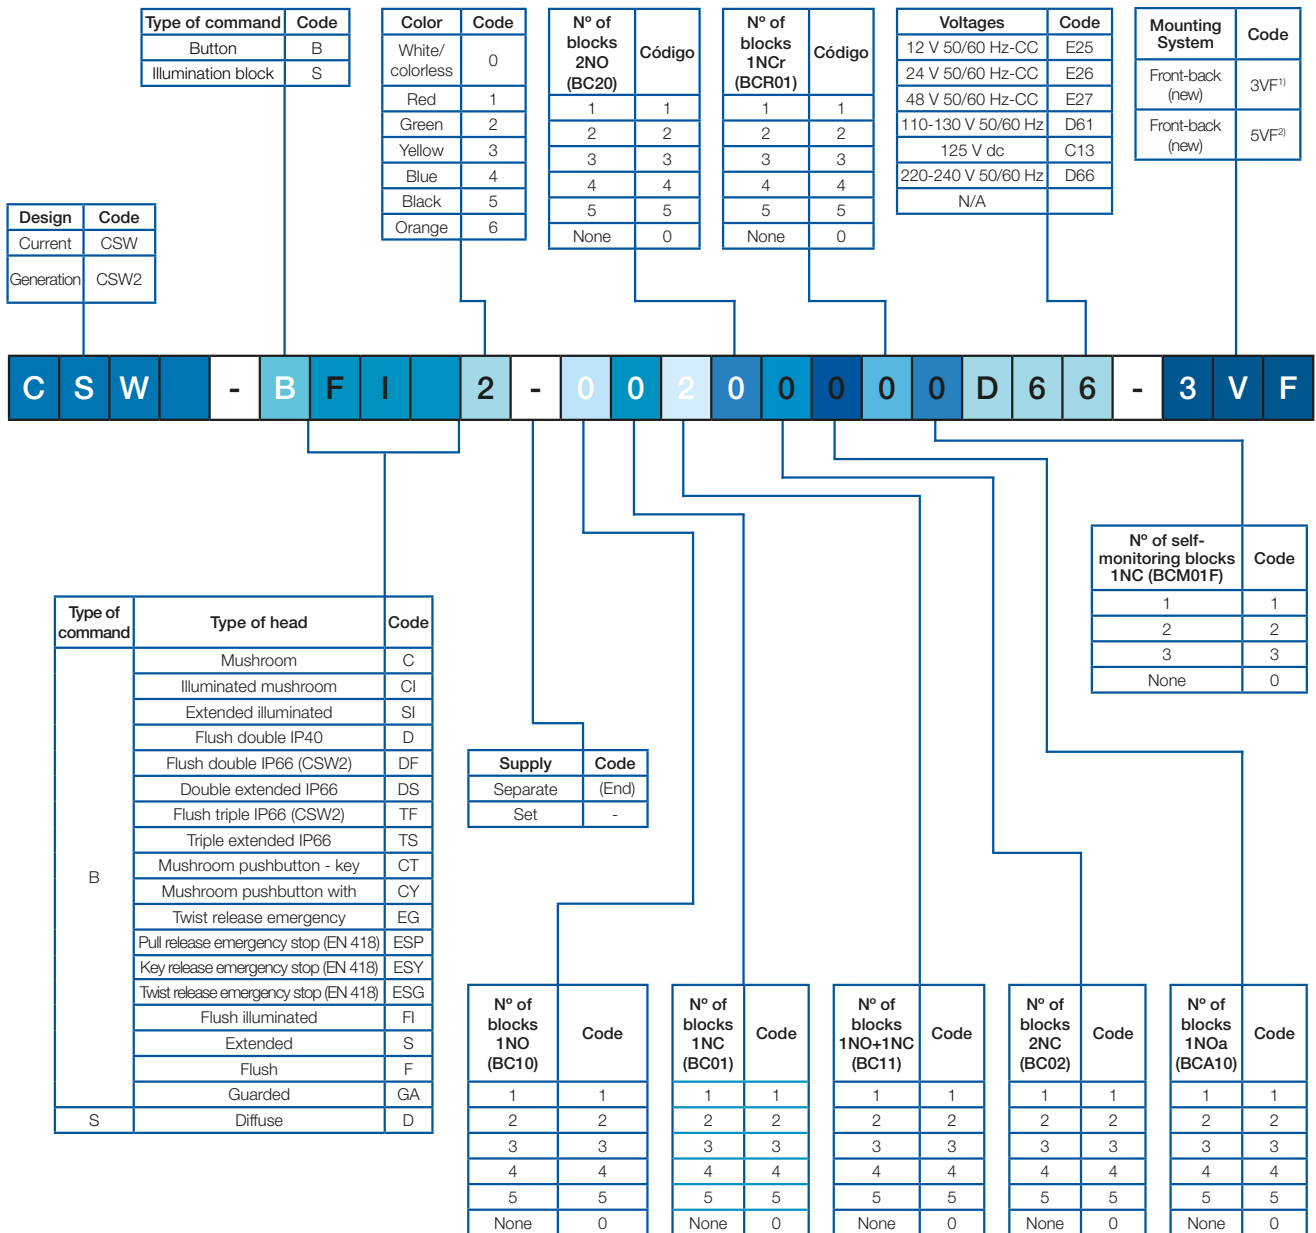 Type of command Code
Button B
Illumination block S
Color Code
White/
colorless 0
Red 1
Green 2
Yellow 3
Blue 4
Black 5
Orange 6
Nº of
blocks
2NO
(BC20) Código
1 1
2 2
3 3
4 4
5 5
None 0
Nº of
blocks
1NCr
(BCR01) Código
1 1
2 2
3 3
4 4
5 5
None 0
Voltages Code
12 V 50/60 Hz-CC E25
24 V 50/60 Hz-CC E26
48 V 50/60 Hz-CC E27
110-130 V 50/60 Hz D61
125 V dc C13
220-240 V 50/60 Hz D66
N/A
Mounting
System Code
Front-back
(new) 3VF1)
Front-back
(new) 5VF2)
Design Code
Current CSW
Generation CSW2
C S W - B F I 2 - 0 0 2 0 0 0 0 0 D 6 6 - 3 V F
Nº of self-
monitoring blocks
1NC (BCM01F) Code
1 1
2 2
3 3
None 0
Type of
command Type of head Code
B
Mushroom C
Illuminated mushroom CI
Extended illuminated SI
Flush double IP40 D
Flush double IP66 (CSW2) DF
Double extended IP66 DS
Flush triple IP66 (CSW2) TF
Triple extended IP66 TS
Mushroom pushbutton - key CT
Mushroom pushbutton with CY
Twist release emergency EG
Pull release emergency stop (EN 418) ESP
Key release emergency stop (EN 418) ESY
Twist release emergency stop (EN 418) ESG
Flush illuminated FI
Extended S
Flush F
Guarded GA
S Diffuse D
Supply Code
Separate (End)
Set -
Nº of
blocks
1NO
(BC10) Code
1 1
2 2
3 3
4 4
5 5
None 0
Nº of
blocks
1NC
(BC01) Code
1 1
2 2
3 3
4 4
5 5
None 0
Nº of
blocks
1NO+1NC
(BC11) Code
1 1
2 2
3 3
4 4
5 5
None 0
Nº of
blocks
2NC
(BC02) Code
1 1
2 2
3 3
4 4
5 5
None 0
Nº of
blocks
1NOa
(BCA10) Code
1 1
2 2
3 3
4 4
5 5
None 0